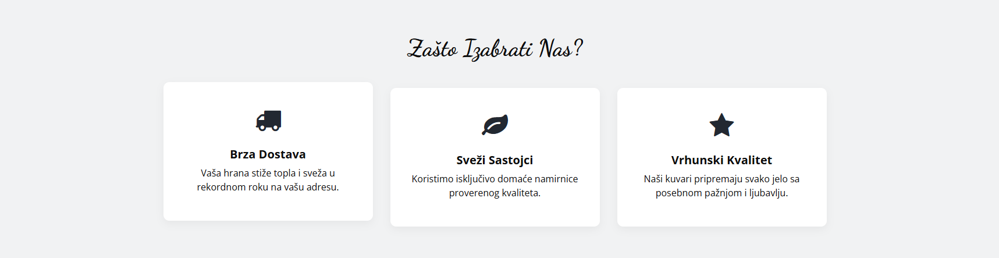 Zašto Izabrati Nas?
Brza Dostava
Vaša hrana stiže topla i sveža u
rekordnom roku na vašu adresu.
Sveži Sastojci
Koristimo isključivo domaće namirnice
proverenog kvaliteta.
Vrhunski Kvalitet
Naši kuvari pripremaju svako jelo sa
posebnom pažnjom i ljubavlju.